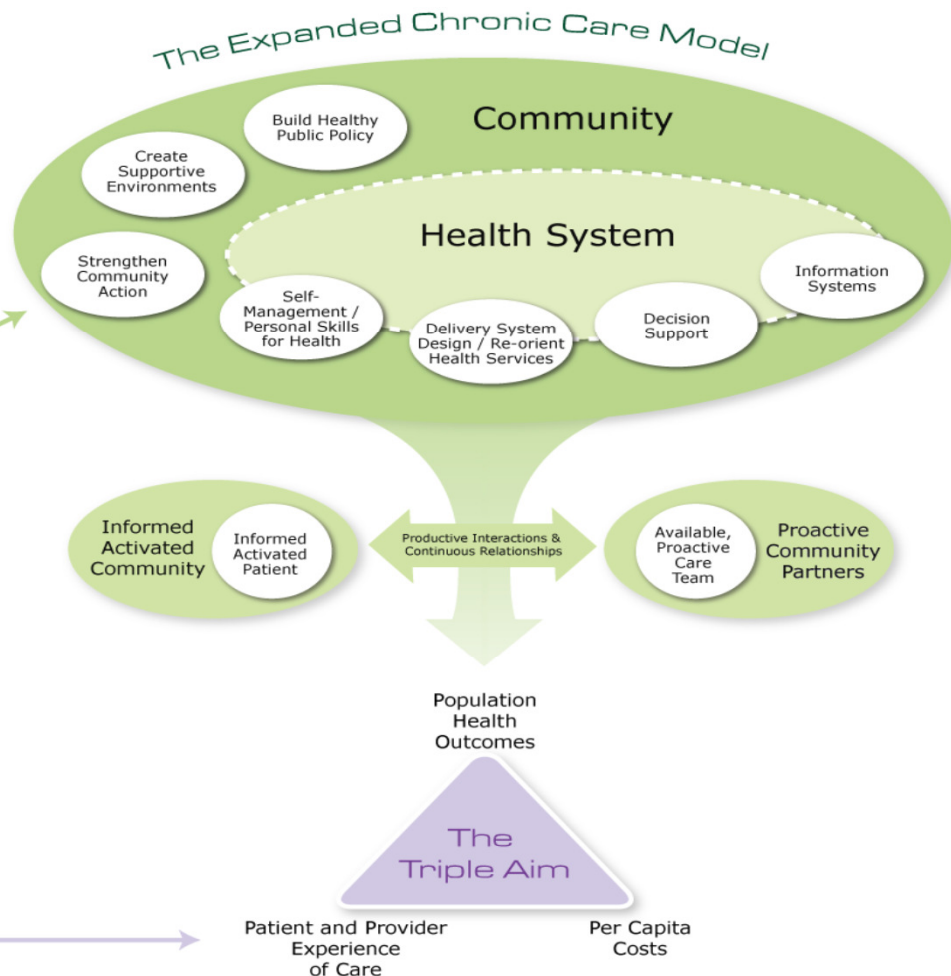 The Expanded Chronic Care Model
Community
Build Healthy
Public Policy
Create
Supportive
Environments
Strengthen
Community
Action
Health System
Self-
Management /
Personal Skills
for Health
Delivery System
Design / Re-orient
Health Services
Decision
Support
Information
Systems
Informed
Activated
Community
Informed
Activated
Patient
Productive Interactions &
Continuous Relationships
Available,
Proactive
Care
Team
Proactive
Community
Partners
Population
Health
Outcomes
The
Triple Aim
Patient and Provider
Experience
of Care
Per Capita
Costs